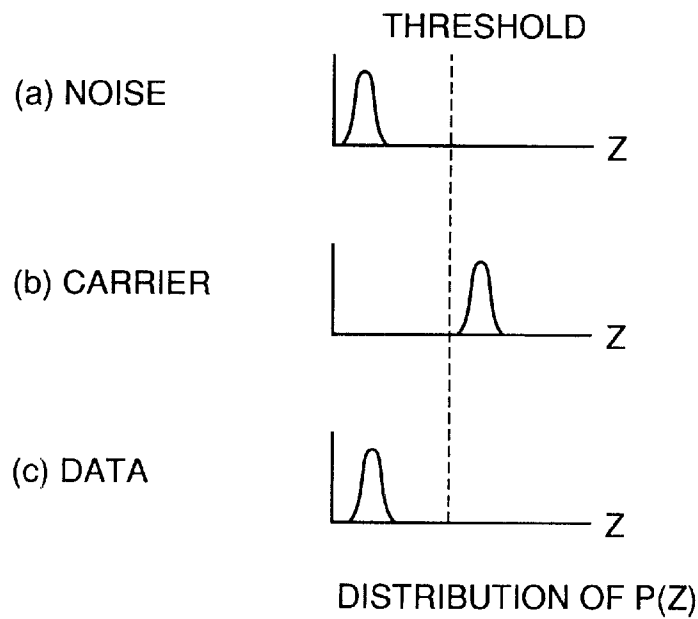 THRESHOLD
(a) NOISE
Z
(b) CARRIER
Z
(c) DATA
Z
DISTRIBUTION OF P(Z)